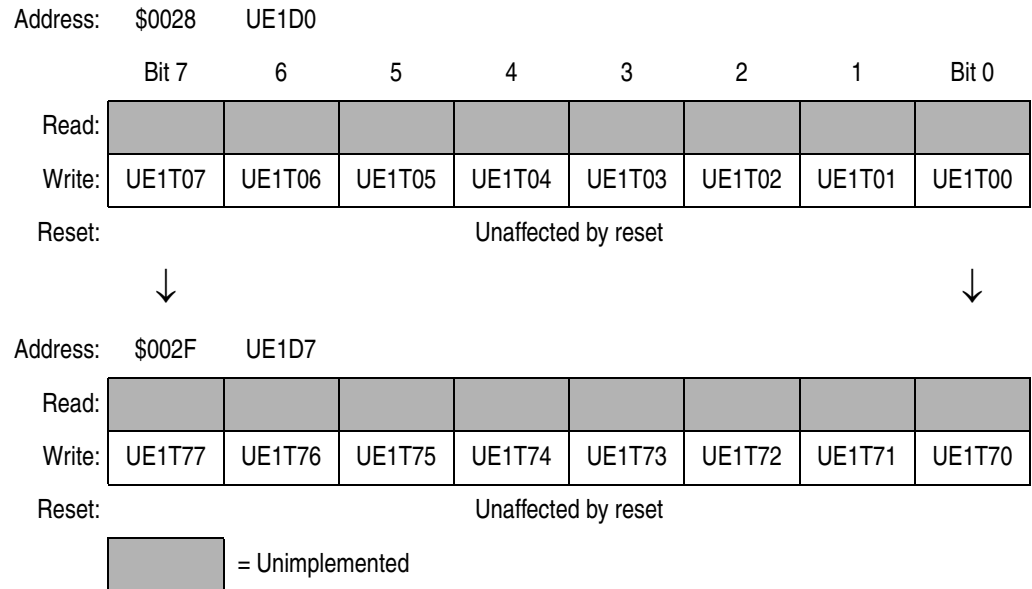 Address: $0028 UE1D0
Bit 7 6 5 4 3 2 1 Bit 0
Read:
Write: UE1T07 UE1T06 UE1T05 UE1T04 UE1T03 UE1T02 UE1T01 UE1T00
Reset: Unaffected by reset
↓ ↓
Address: $002F UE1D7
Read:
Write: UE1T77 UE1T76 UE1T75 UE1T74 UE1T73 UE1T72 UE1T71 UE1T70
Reset: Unaffected by reset
= Unimplemented